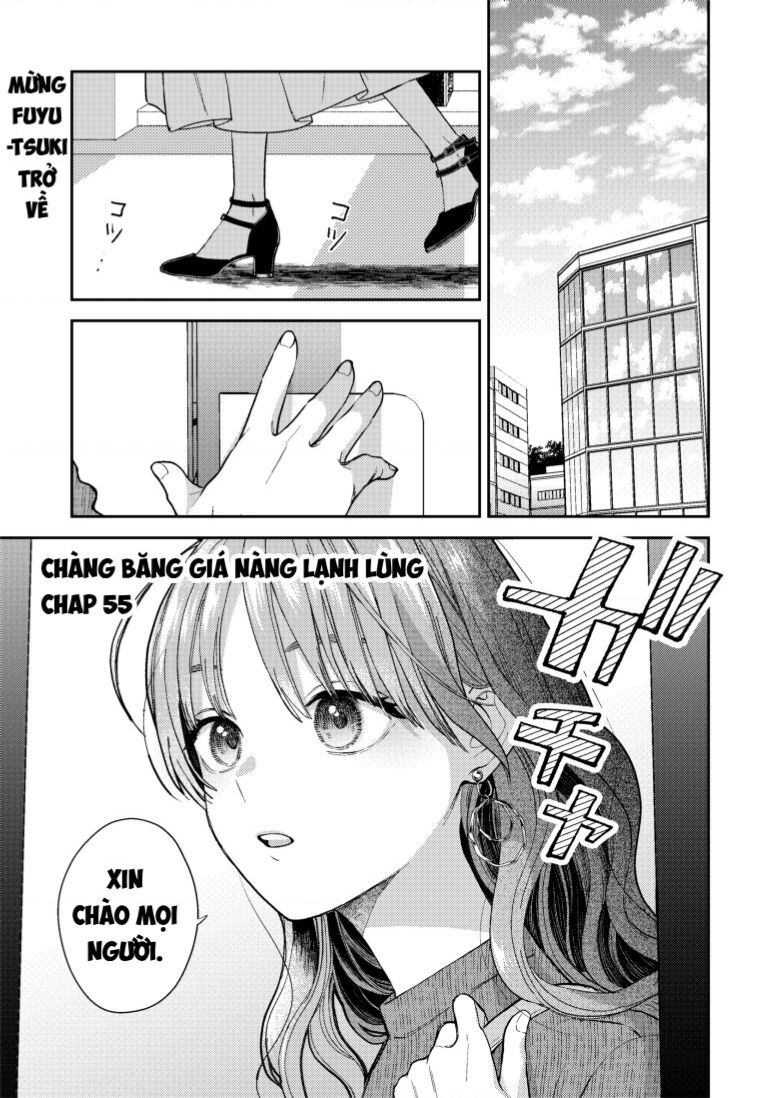 MỪNG
FUYU
-TSUKI
TRỞ
VỀ
コツ
コツ...
CHÀNG BĂNG GIÁ NÀNG LẠNH LÙNG
CHAP 55
ガチャ
XIN
CHÀO MỌI
NGƯỜI.